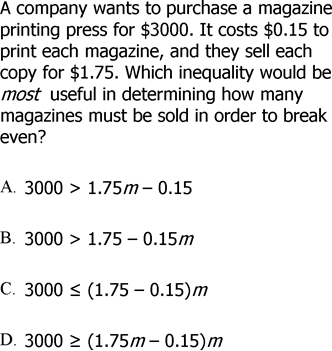 A company wants to purchase a magazine
printing press for $3000. It costs $0.15 to
print each magazine, and they sell each
copy for $1.75. Which inequality would be
most useful in determining how many
magazines must be sold in order to break
even?
A. 3000 > 1.75m – 0.15
B. 3000 > 1.75 – 0.15m
C. 3000 ≤ (1.75 – 0.15)m
D. 3000 ≥ (1.75m – 0.15)m